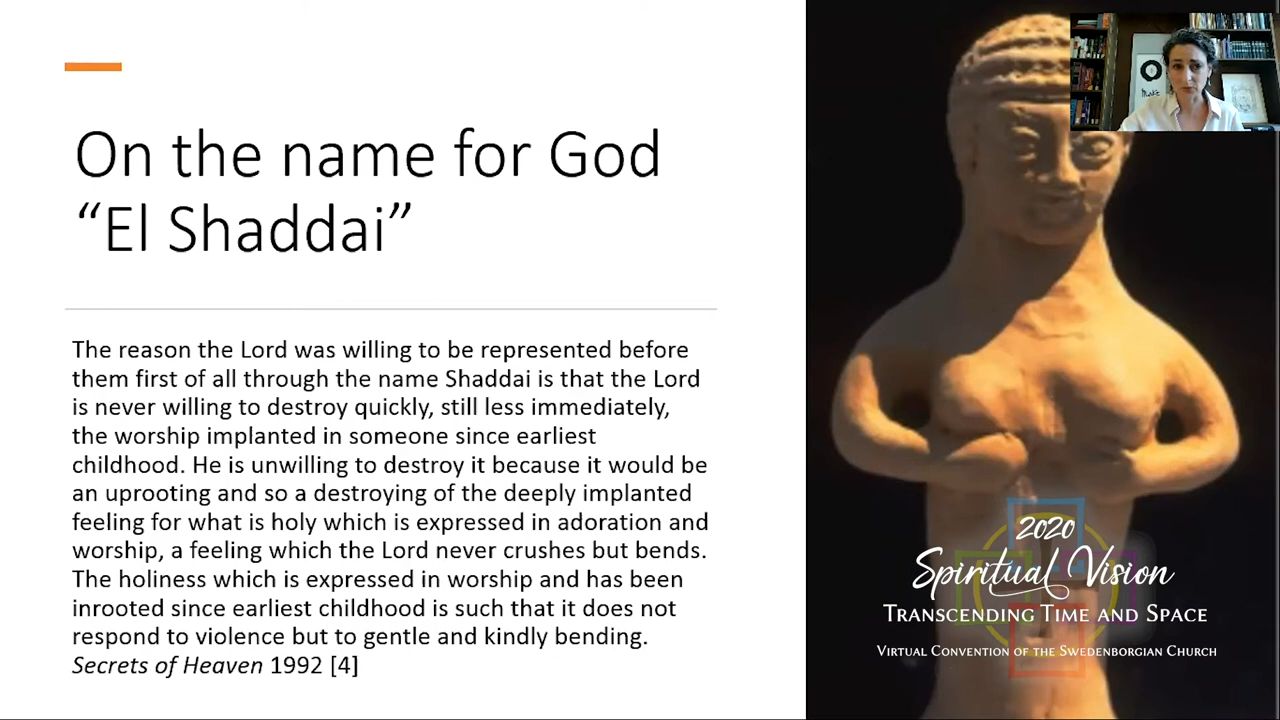 On the name for God
“El Shaddai”
The reason the Lord was willing to be represented before
them first of all through the name Shaddai is that the Lord
is never willing to destroy quickly, still less immediately,
the worship implanted in someone since earliest
childhood. He is unwilling to destroy it because it would be
an uprooting and so a destroying of the deeply implanted
feeling for what is holy which is expressed in adoration and
worship, a feeling which the Lord never crushes but bends.
The holiness which is expressed in worship and has been
inrooted since earliest childhood is such that it does not
respond to violence but to gentle and kindly bending.
Secrets of Heaven 1992 [4]
2020
Spiritual Vision
Transcending Time and Space
Virtual Convention of the Swedenborgian Church